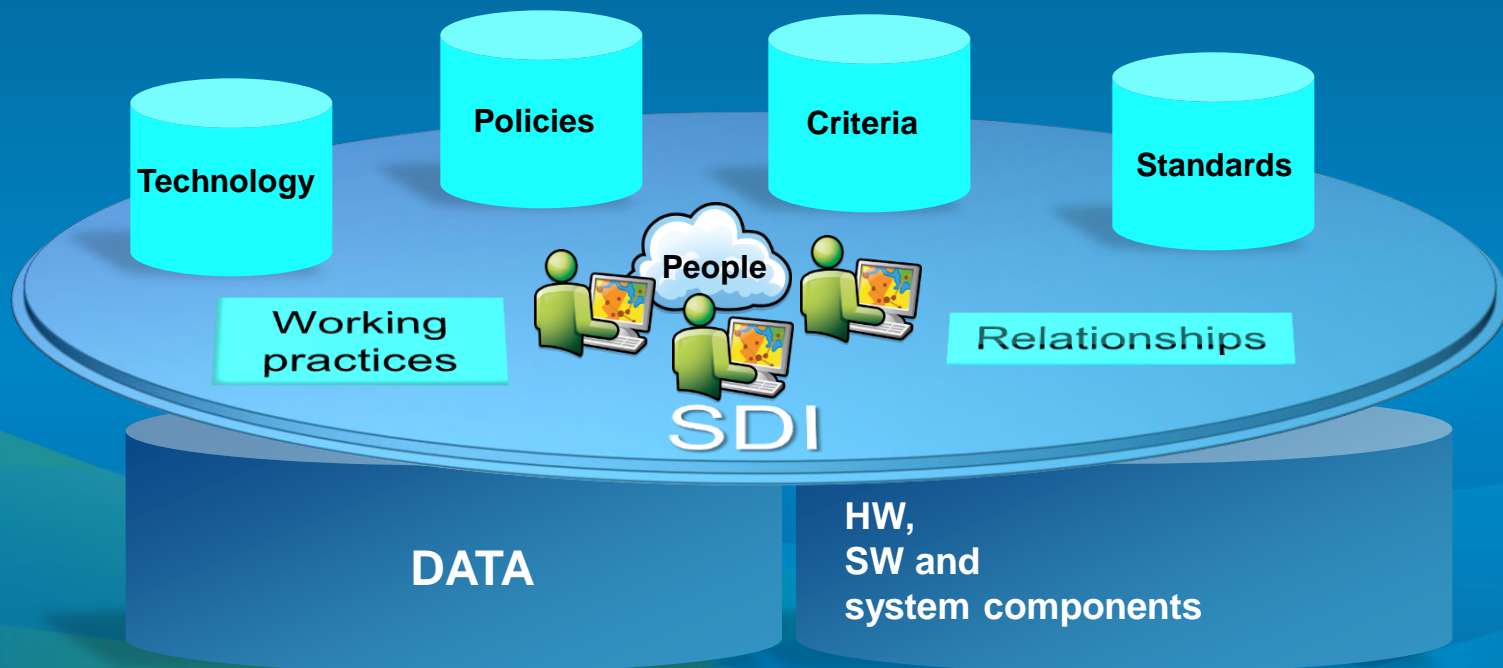 Policies
Criteria
Technology
Standards
People
Working
practices
Relationships
SDI
DATA
HW,
SW and
system components